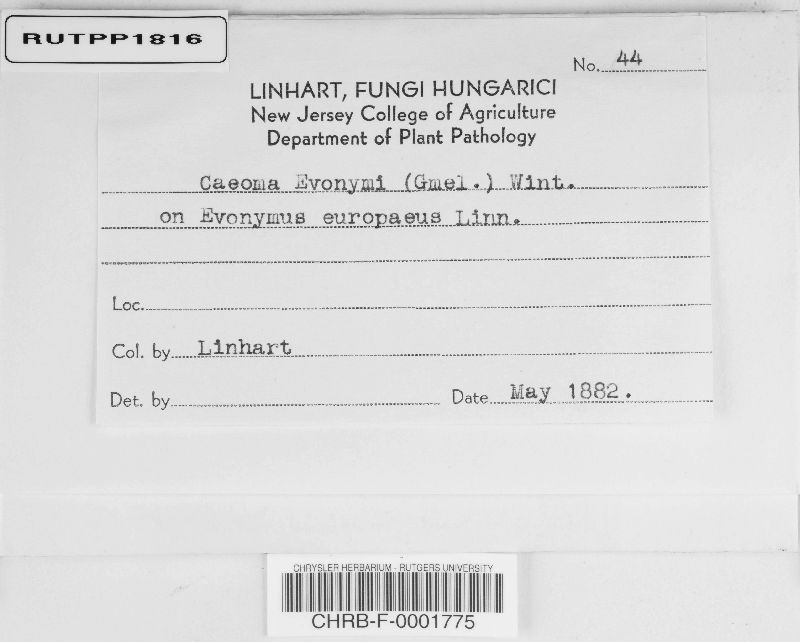 RUTPP1816
No. 44
LINHART, FUNGI HUNGARICI
New Jersey College of Agriculture
Department of Plant Pathology
Caeoma Evonymi (Gmel.) Wint.
on Evonymus europaeus Linn.
Loc.
Col. by Linhart
Det. by
Date May 1882.
CHRYSLER HERBARIUM - RUTGERS UNIVERSITY
CHRB-F-0001775